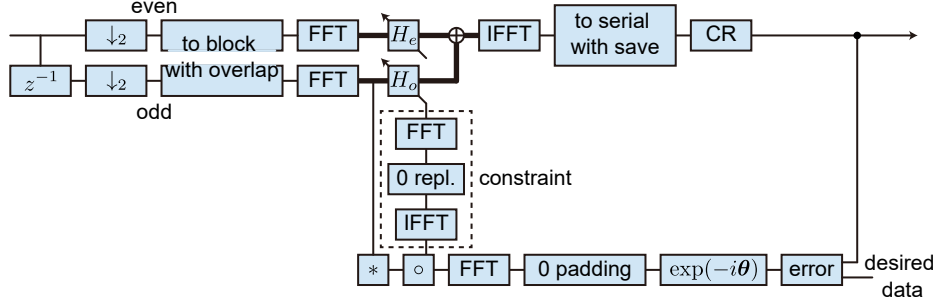 even
↓₂
to block
with overlap
FFT
Hₑ
⊕
IFFT
to serial
with save
CR
z⁻¹
↓₂
FFT
Hₒ
odd
FFT
0 repl.
constraint
IFFT
*
∘
FFT
0 padding
exp(−iθ)
error
desired
data